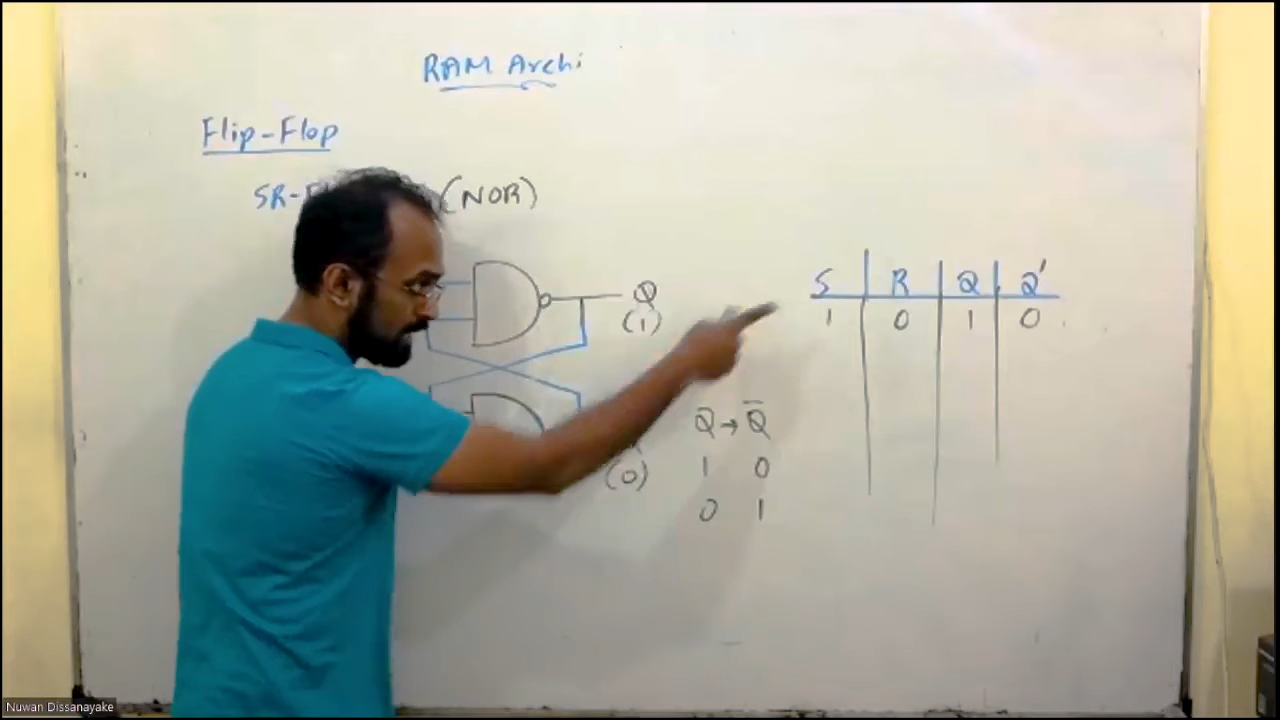 RAM Archi
Flip-Flop
SR- (NOR)
Q
(1)
(0)
Q → Q̅
1 0
0 1
S R Q Q'
1 0 1 0
Nuwan Dissanayake